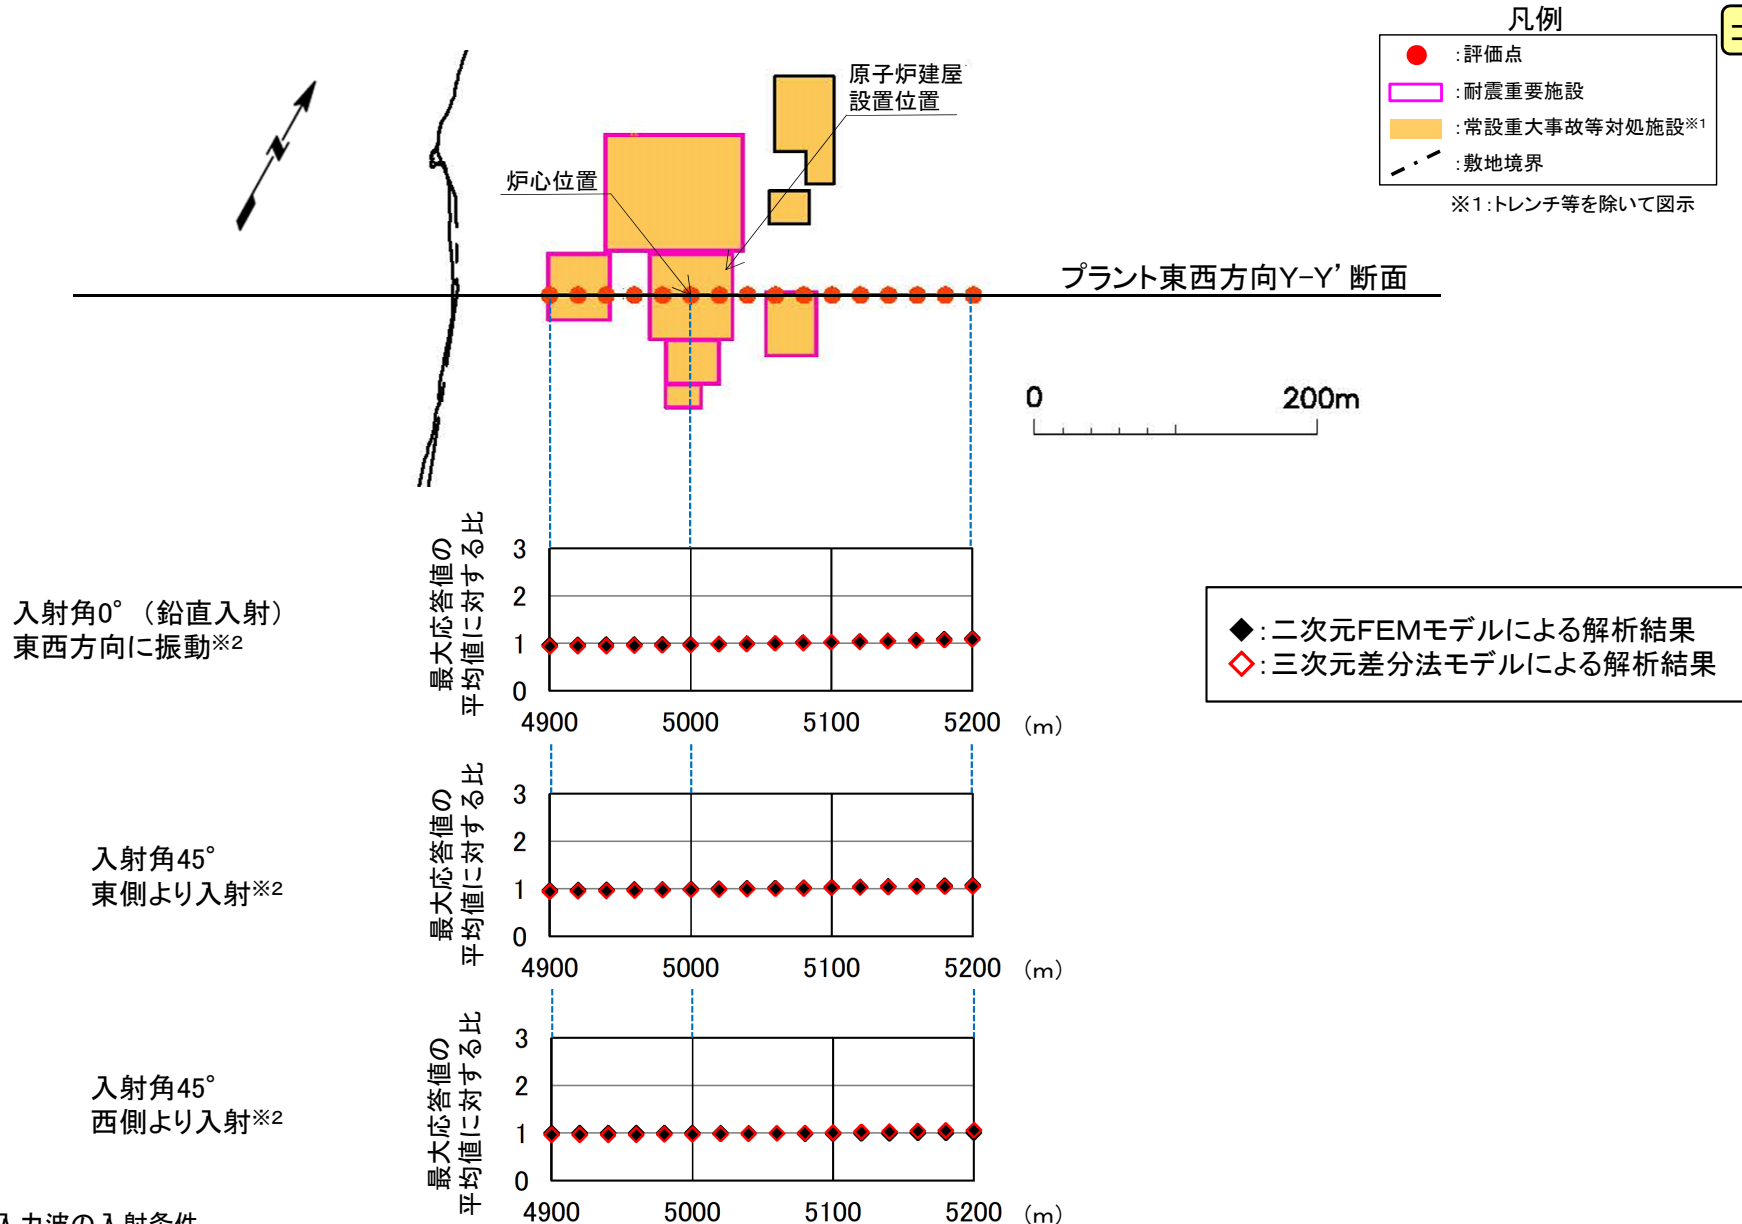 凡例
:評価点
:耐震重要施設
:常設重大事故等対処施設※1
:敷地境界
※1:トレンチ等を除いて図示
原子炉建屋
設置位置
炉心位置
プラント東西方向Y-Y’断面
0 200m
入射角0°（鉛直入射）
東西方向に振動※2
最大応答値の
平均値に対する比
3
2
1
0
4900 5000 5100 5200 (m)
◆:二次元FEMモデルによる解析結果
◇:三次元差分法モデルによる解析結果
入射角45°
東側より入射※2
最大応答値の
平均値に対する比
3
2
1
0
4900 5000 5100 5200 (m)
入射角45°
西側より入射※2
最大応答値の
平均値に対する比
3
2
1
0
4900 5000 5100 5200 (m)
入力波の入射条件